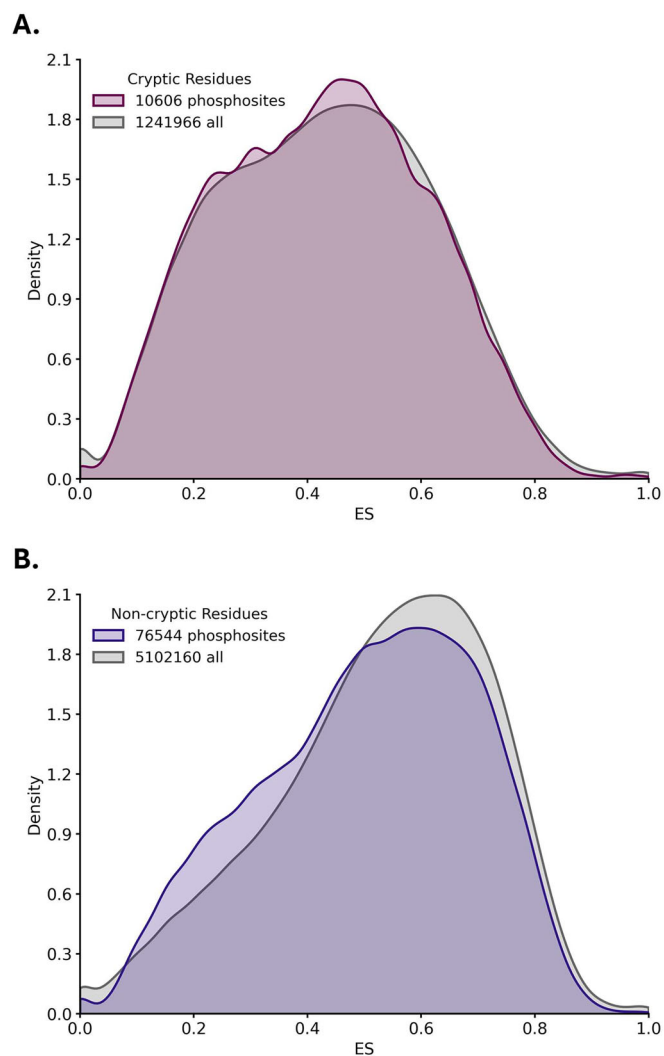 A.
2.1
1.8
1.5
1.2
0.9
0.6
0.3
0.0
Density
Cryptic Residues
10606 phosphosites
1241966 all
0.0 0.2 0.4 0.6 0.8 1.0
ES
B.
2.1
1.8
1.5
1.2
0.9
0.6
0.3
0.0
Density
Non-cryptic Residues
76544 phosphosites
5102160 all
0.0 0.2 0.4 0.6 0.8 1.0
ES